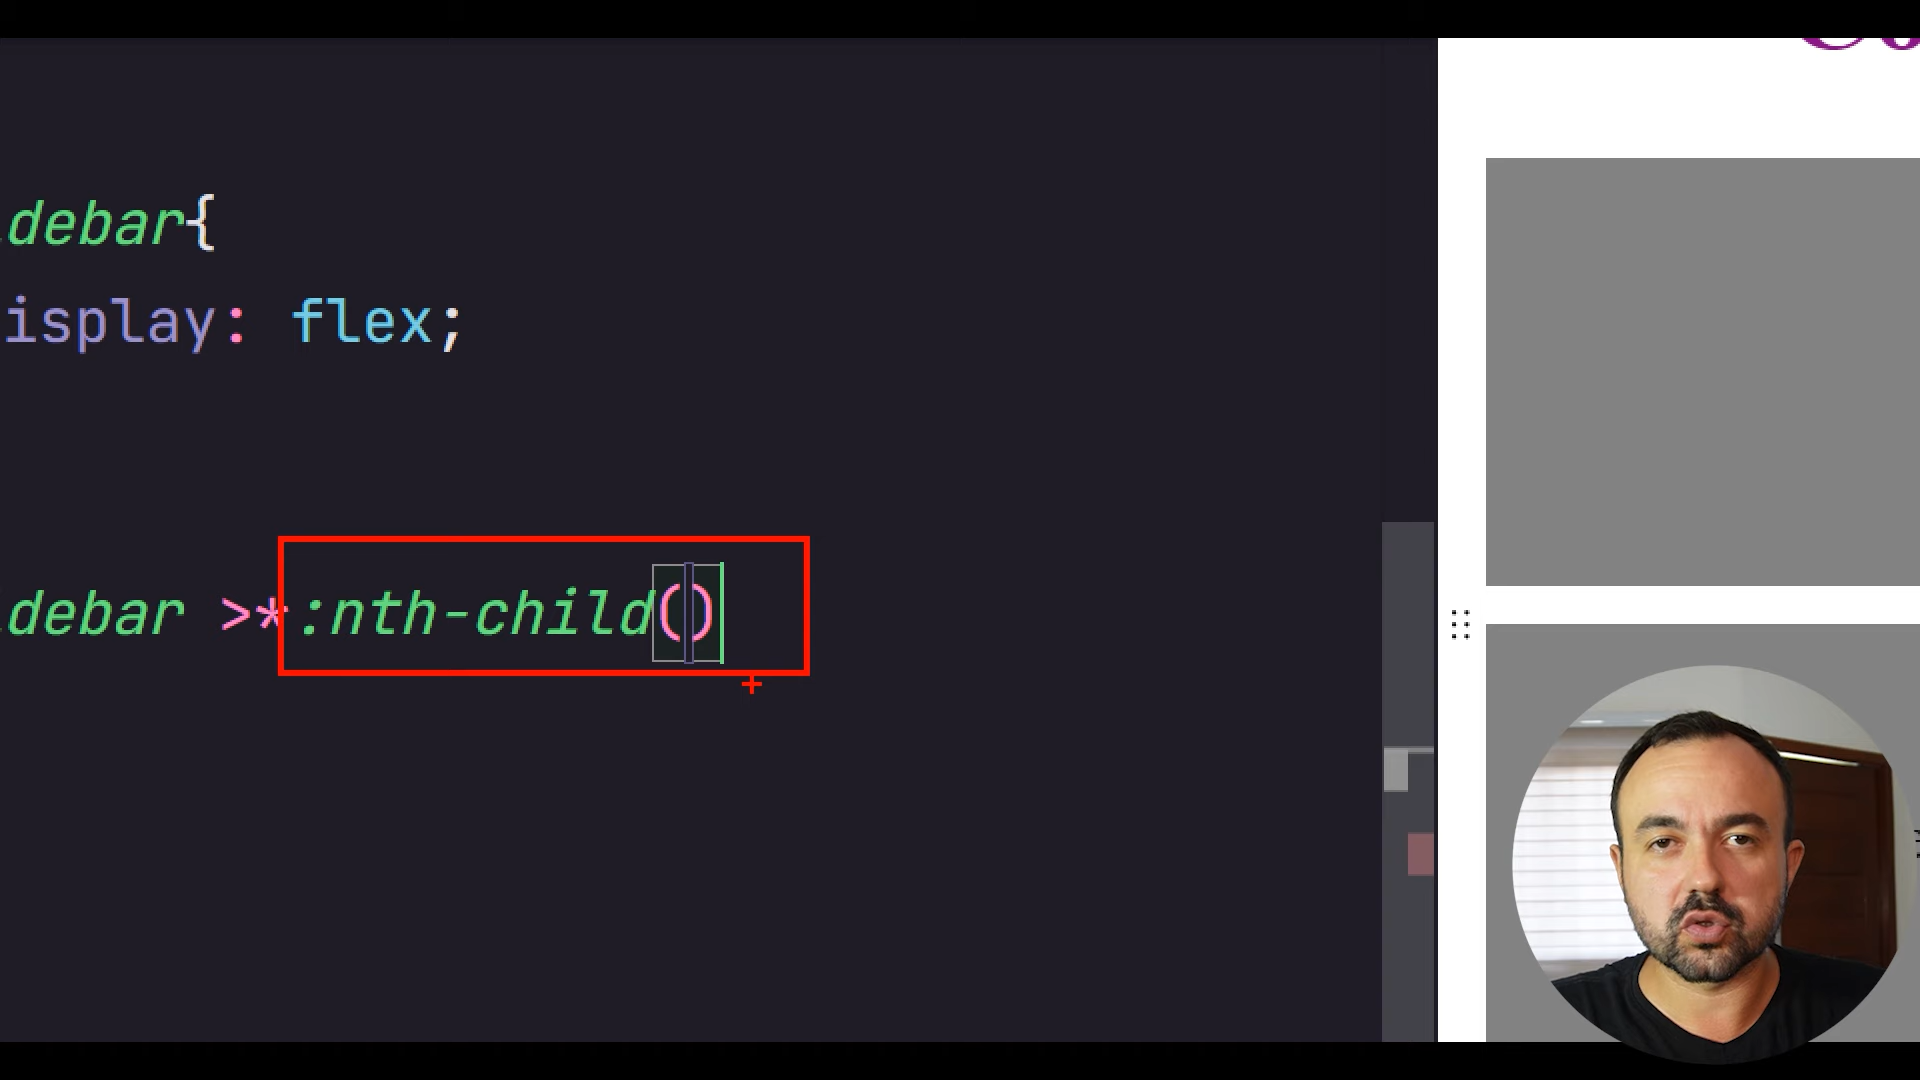 debar{
isplay: flex;
debar >*:nth-child()